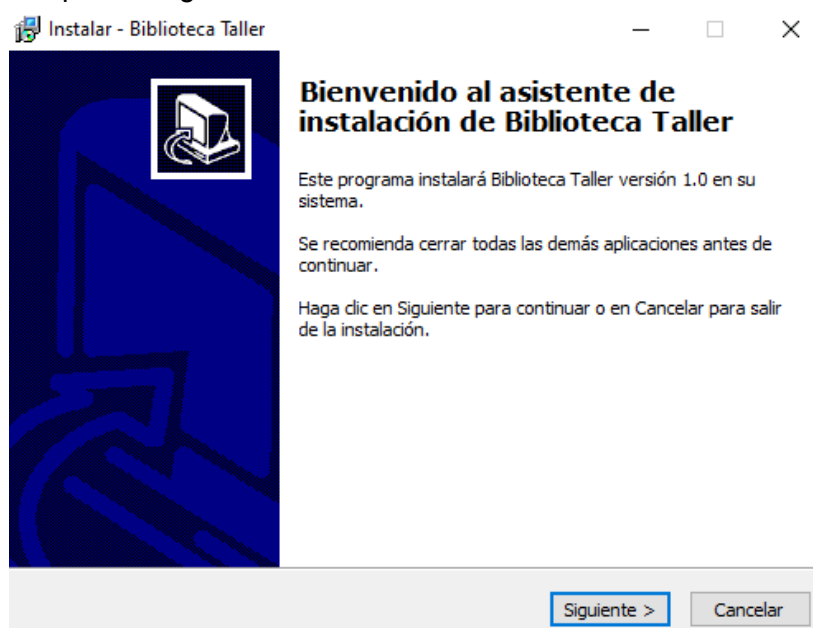 Instalar - Biblioteca Taller
Bienvenido al asistente de
instalación de Biblioteca Taller
Este programa instalará Biblioteca Taller versión 1.0 en su
sistema.
Se recomienda cerrar todas las demás aplicaciones antes de
continuar.
Haga clic en Siguiente para continuar o en Cancelar para salir
de la instalación.
Siguiente >
Cancelar